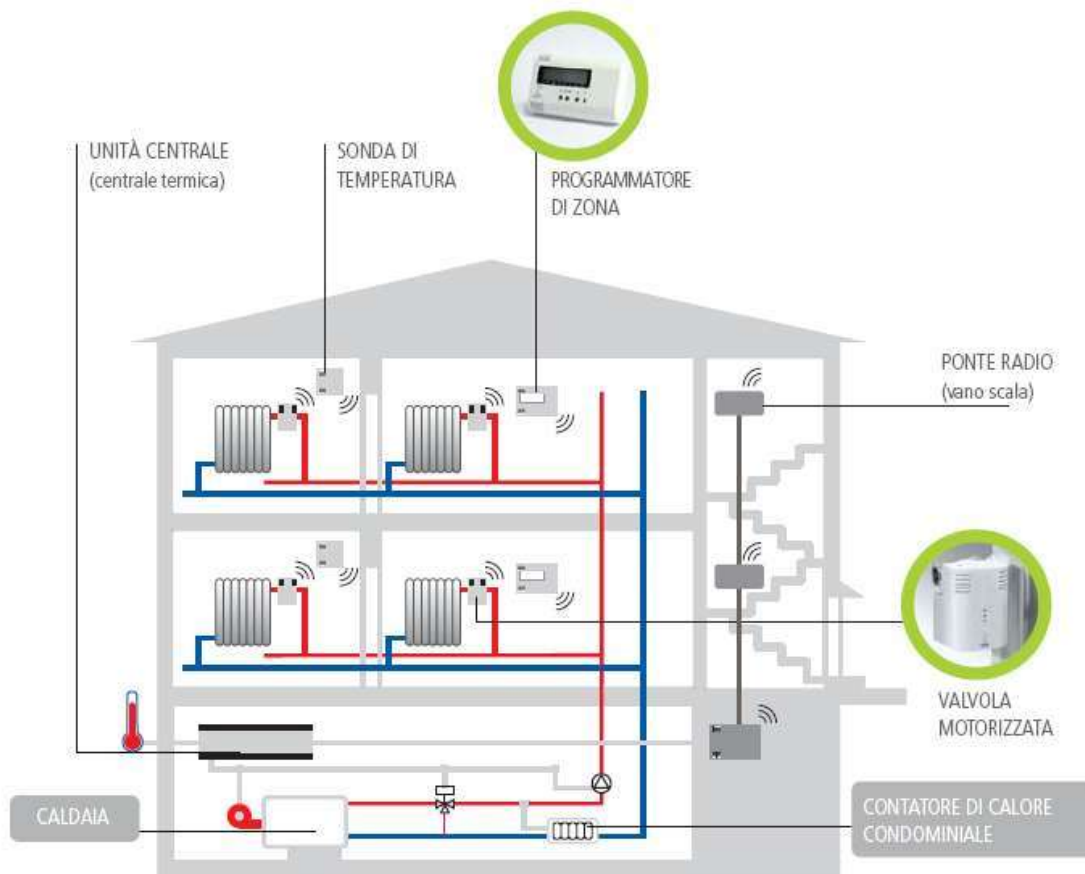 UNITÀ CENTRALE
(centrale termica)
SONDA DI
TEMPERATURA
PROGRAMMATORE
DI ZONA
PONTE RADIO
(vano scala)
VALVOLA
MOTORIZZATA
CALDAIA
CONTATORE DI CALORE
CONDOMINIALE